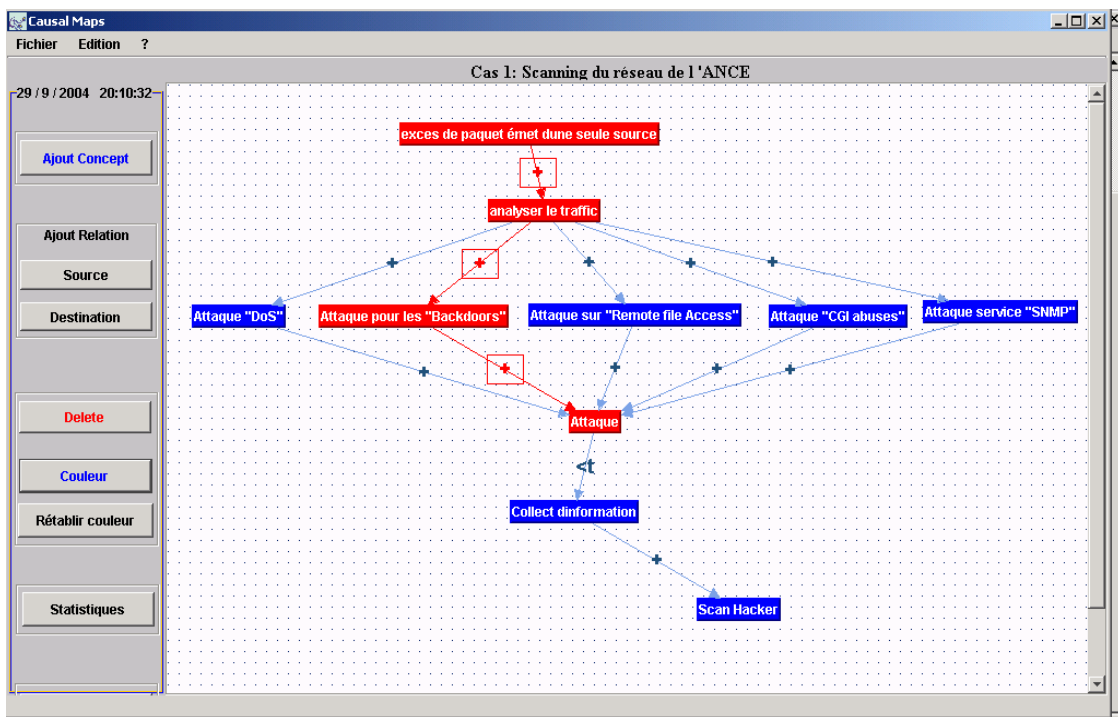 Causal Maps
Fichier Edition ?
Cas 1: Scanning du réseau de l 'ANCE
29 / 9 / 2004 20:10:32
Ajout Concept
Ajout Relation
Source
Destination
Delete
Couleur
Rétablir couleur
Statistiques
exces de paquet émet dune seule source
+
analyser le traffic
+ + + + +
Attaque "DoS" Attaque pour les "Backdoors" Attaque sur "Remote file Access" Attaque "CGI abuses" Attaque service "SNMP"
+ + + + +
Attaque
<t
Collect dinformation
+
Scan Hacker